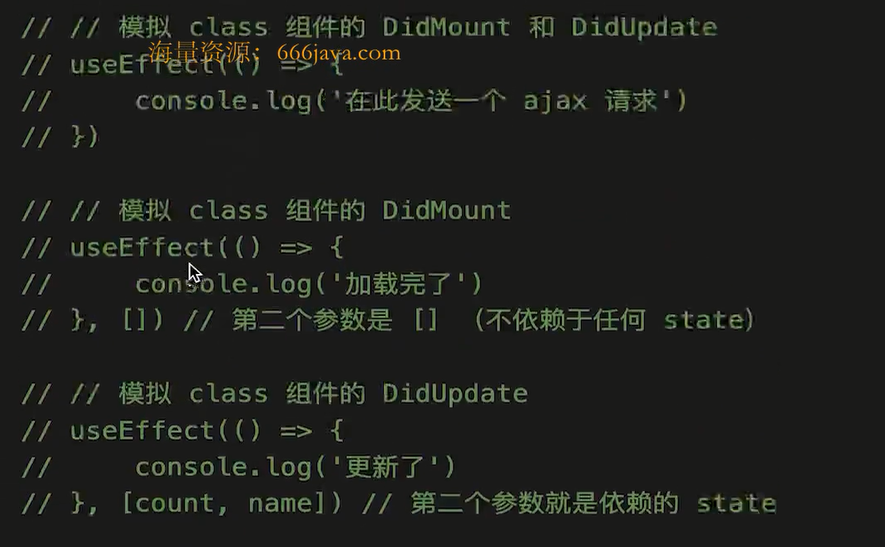 // // 模拟 class 组件的 DidMount 和 DidUpdate
海量资源：666java.com
// useEffect(() => {
//     console.log('在此发送一个 ajax 请求')
// })
// // 模拟 class 组件的 DidMount
// useEffect(() => {
//     console.log('加载完了')
// }, []) // 第二个参数是 [] （不依赖于任何 state）
// // 模拟 class 组件的 DidUpdate
// useEffect(() => {
//     console.log('更新了')
// }, [count, name]) // 第二个参数就是依赖的 state